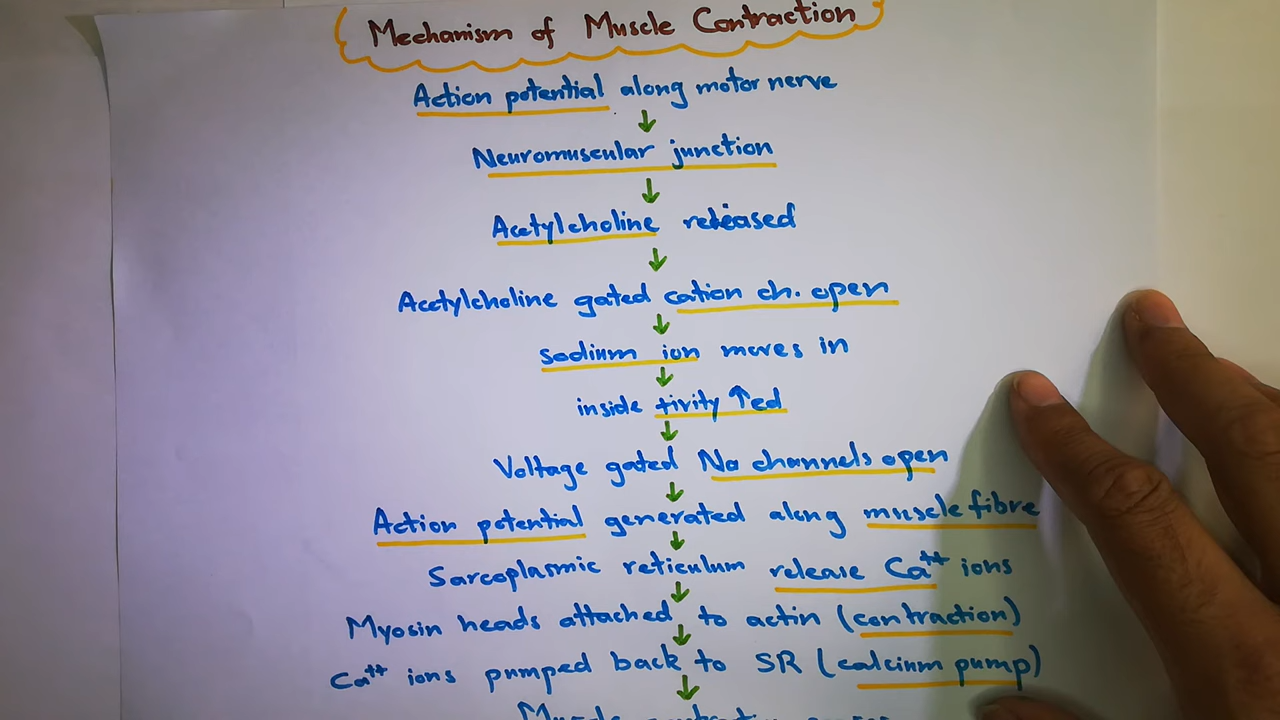 Mechanism of Muscle Contraction
Action potential along motor nerve
Neuromuscular junction
Acetylcholine released
Acetylcholine gated cation ch. open
Sodium ion moves in
inside tivity ↑ed
Voltage gated Na channels open
Action potential generated along muscle fibre
Sarcoplasmic reticulum release Ca⁺⁺ ions
Myosin heads attached to actin (contraction)
Ca⁺⁺ ions pumped back to SR (calcium pump)
Muscle